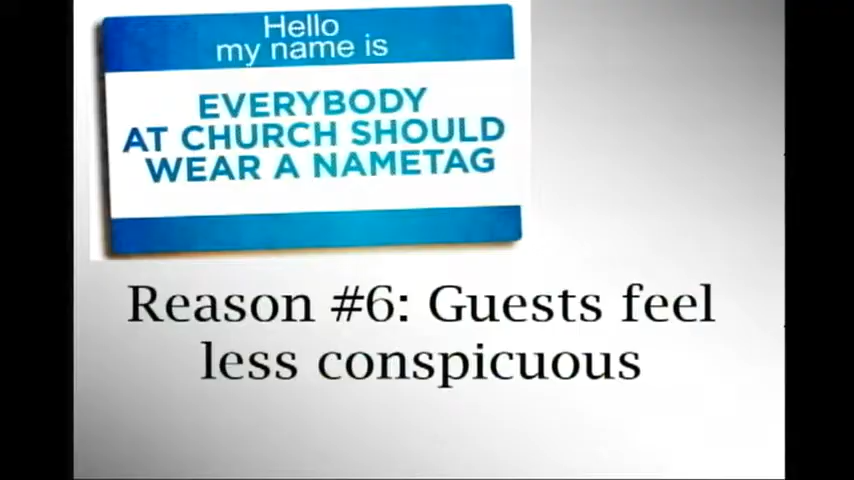 Hello
my name is
EVERYBODY
AT CHURCH SHOULD
WEAR A NAMETAG
Reason #6: Guests feel
less conspicuous